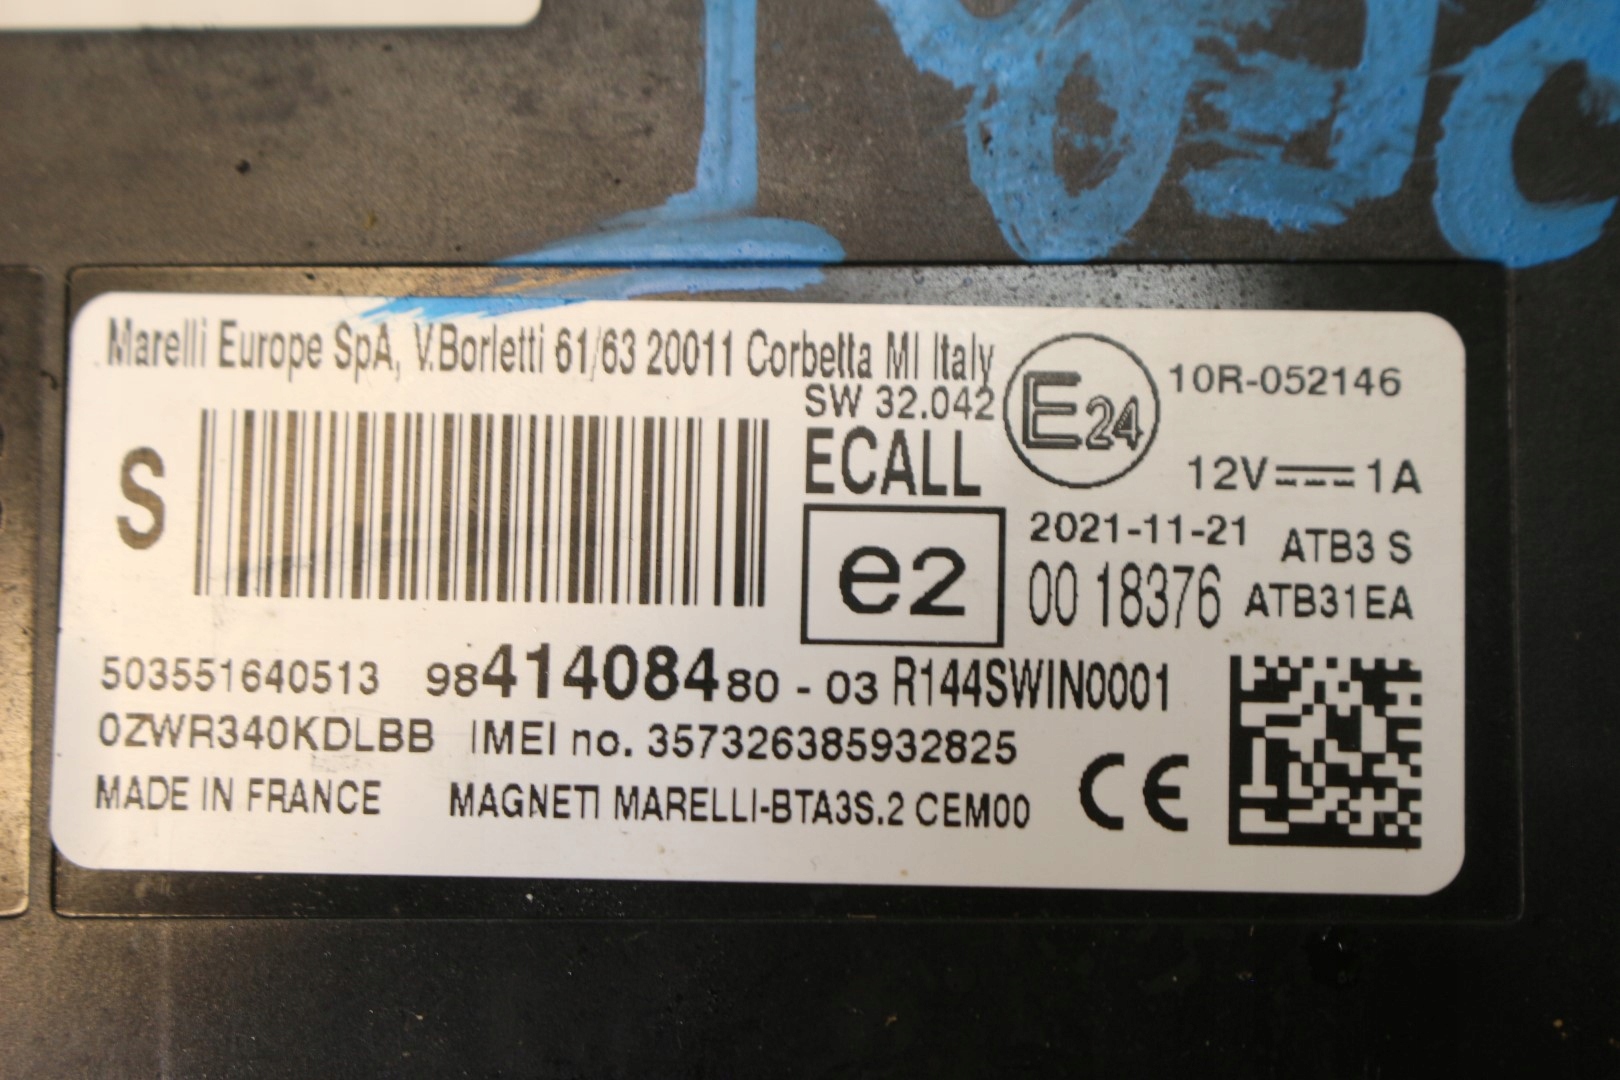 Marelli Europe SpA, V.Borletti 61/63 20011 Corbetta MI Italy
SW 32.042
E24
10R-052146
S
ECALL
12V 1A
e2
2021-11-21
ATB3 S
00 18376
ATB31EA
503551640513 9841408480 - 03 R144SWIN0001
0ZWR340KDLBB IMEI no. 357326385932825
MADE IN FRANCE MAGNETI MARELLI-BTA3S.2 CEM00
CE